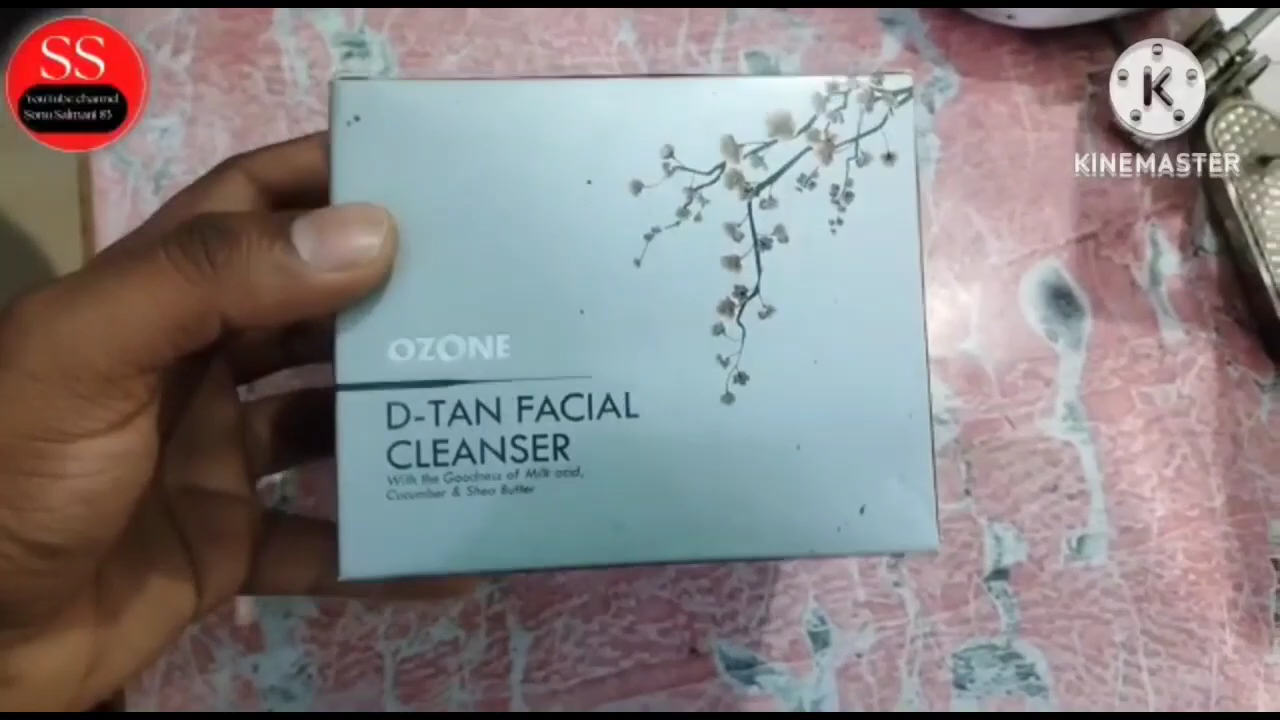 SS
YouTube channel
Sonu Salmani 85
KINEMASTER
OZONE
D-TAN FACIAL
CLEANSER
With the Goodness of Milk and,
Cucumber & Shea Butter